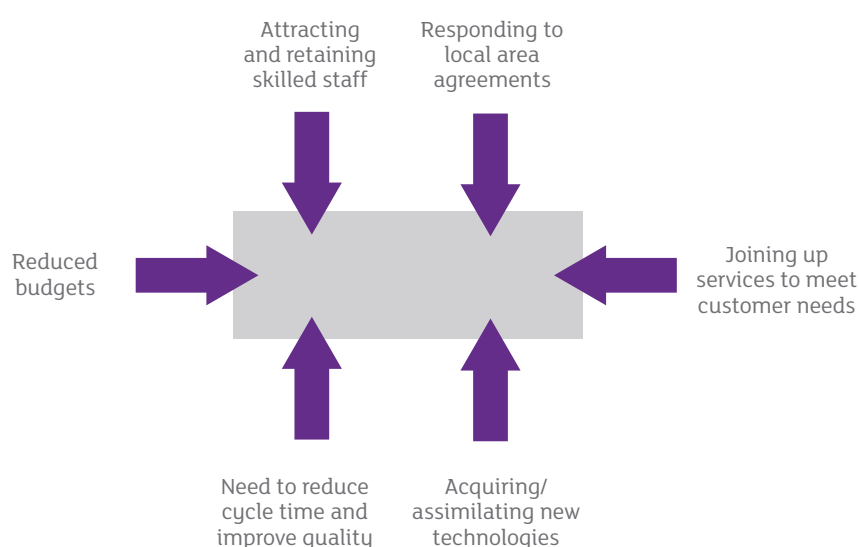 Attracting
and retaining
skilled staff
Responding to
local area
agreements
Reduced
budgets
Joining up
services to meet
customer needs
Need to reduce
cycle time and
improve quality
Acquiring/
assimilating new
technologies